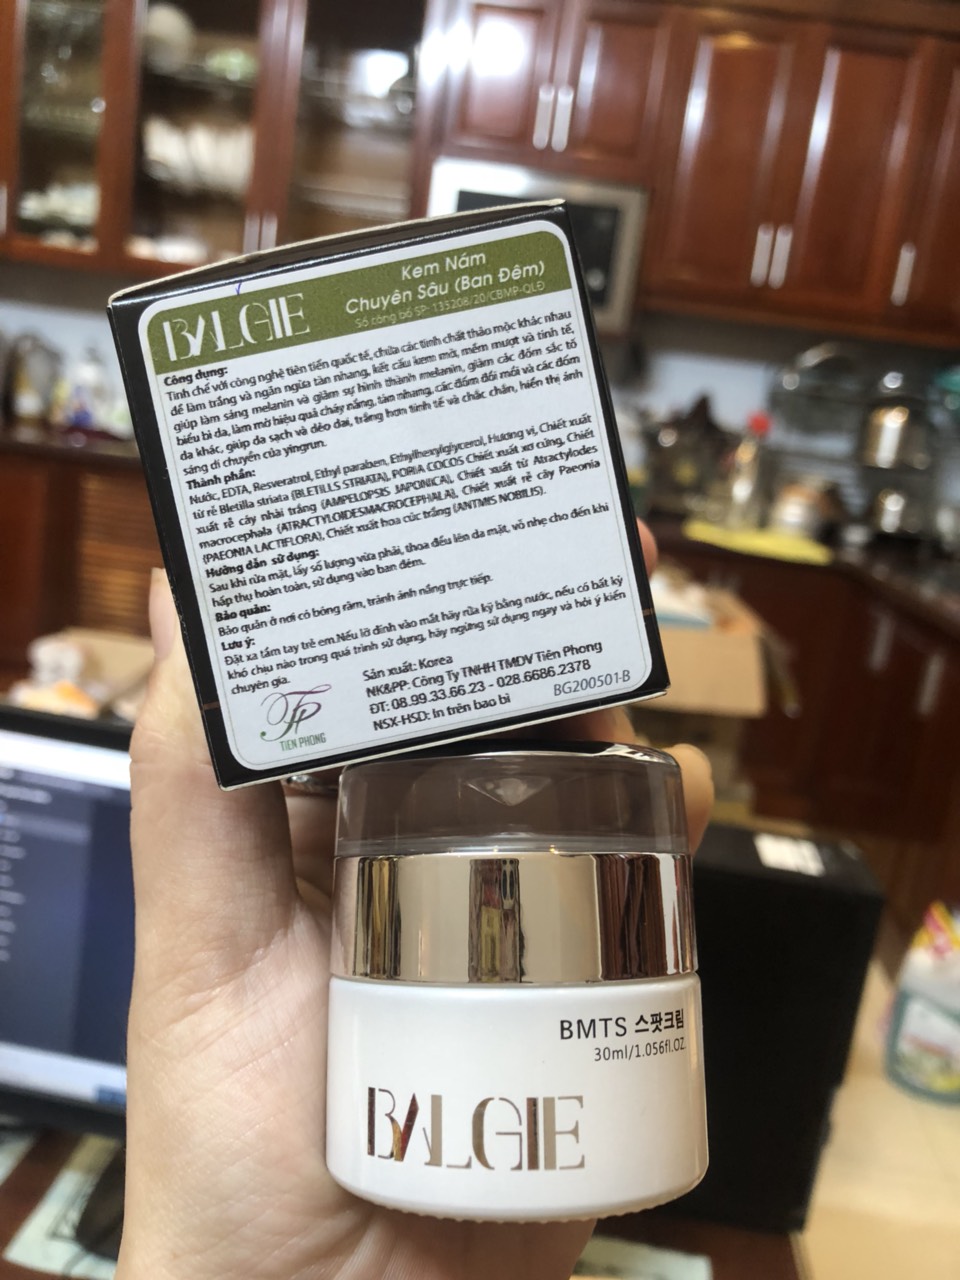 BALGIE
Kem Nám
Chuyên Sâu (Ban Đêm)
Số công bố SP: 135208/20/CBMP-QLD
Công dụng:
Tinh chế với công nghệ tiên tiến quốc tế, chứa các tinh chất thảo mộc khác nhau
để làm trắng và ngăn ngừa tàn nhang, kết cấu kem mờ, mềm mượt và tinh tế,
giúp làm sáng melanin và giảm sự hình thành melanin, giảm các đốm sắc tố
biểu bì da, làm mờ hiệu quả cháy nắng, tàn nhang, các đốm đồi mồi và các đốm
da khác, giúp da sạch và dẻo dai, trắng hơn tinh tế và chắc chắn, hiển thị ánh
sáng di chuyển của yingrun.
Thành phần:
Nước, EDTA, Resveratrol, Ethyl paraben, Ethylhexylglycerol, Hương vị, Chiết xuất
từ rễ Bletilla striata (BLETILLS STRIATA), PORIA COCOS Chiết xuất xơ cứng, Chiết
xuất rễ cây nhài trắng (AMPELOPSIS JAPONICA), Chiết xuất từ Atractylodes
macrocephala (ATRACTYLOIDESMACROCEPHALA), Chiết xuất rễ cây Paeonia
(PAEONIA LACTIFLORA), Chiết xuất hoa cúc trắng (ANTMIS NOBILIS).
Hướng dẫn sử dụng:
Sau khi rửa mặt, lấy số lượng vừa phải, thoa đều lên da mặt, vỗ nhẹ cho đến khi
hấp thụ hoàn toàn, sử dụng vào ban đêm.
Bảo quản:
Bảo quản ở nơi có bóng râm, tránh ánh nắng trực tiếp.
Lưu ý:
Đặt xa tầm tay trẻ em.Nếu lỡ dính vào mắt hãy rửa kỹ bằng nước, nếu có bất kỳ
khó chịu nào trong quá trình sử dụng, hãy ngừng sử dụng ngay và hỏi ý kiến
chuyên gia.
Sản xuất: Korea
NK&PP: Công Ty TNHH TMDV Tiên Phong
ĐT: 08.99.33.66.23 - 028.6686.2378
NSX-HSD: In trên bao bì
BG200501-B
TIEN PHONG
BMTS 스팟크림
30ml/1.056fl.OZ.
BALGIE